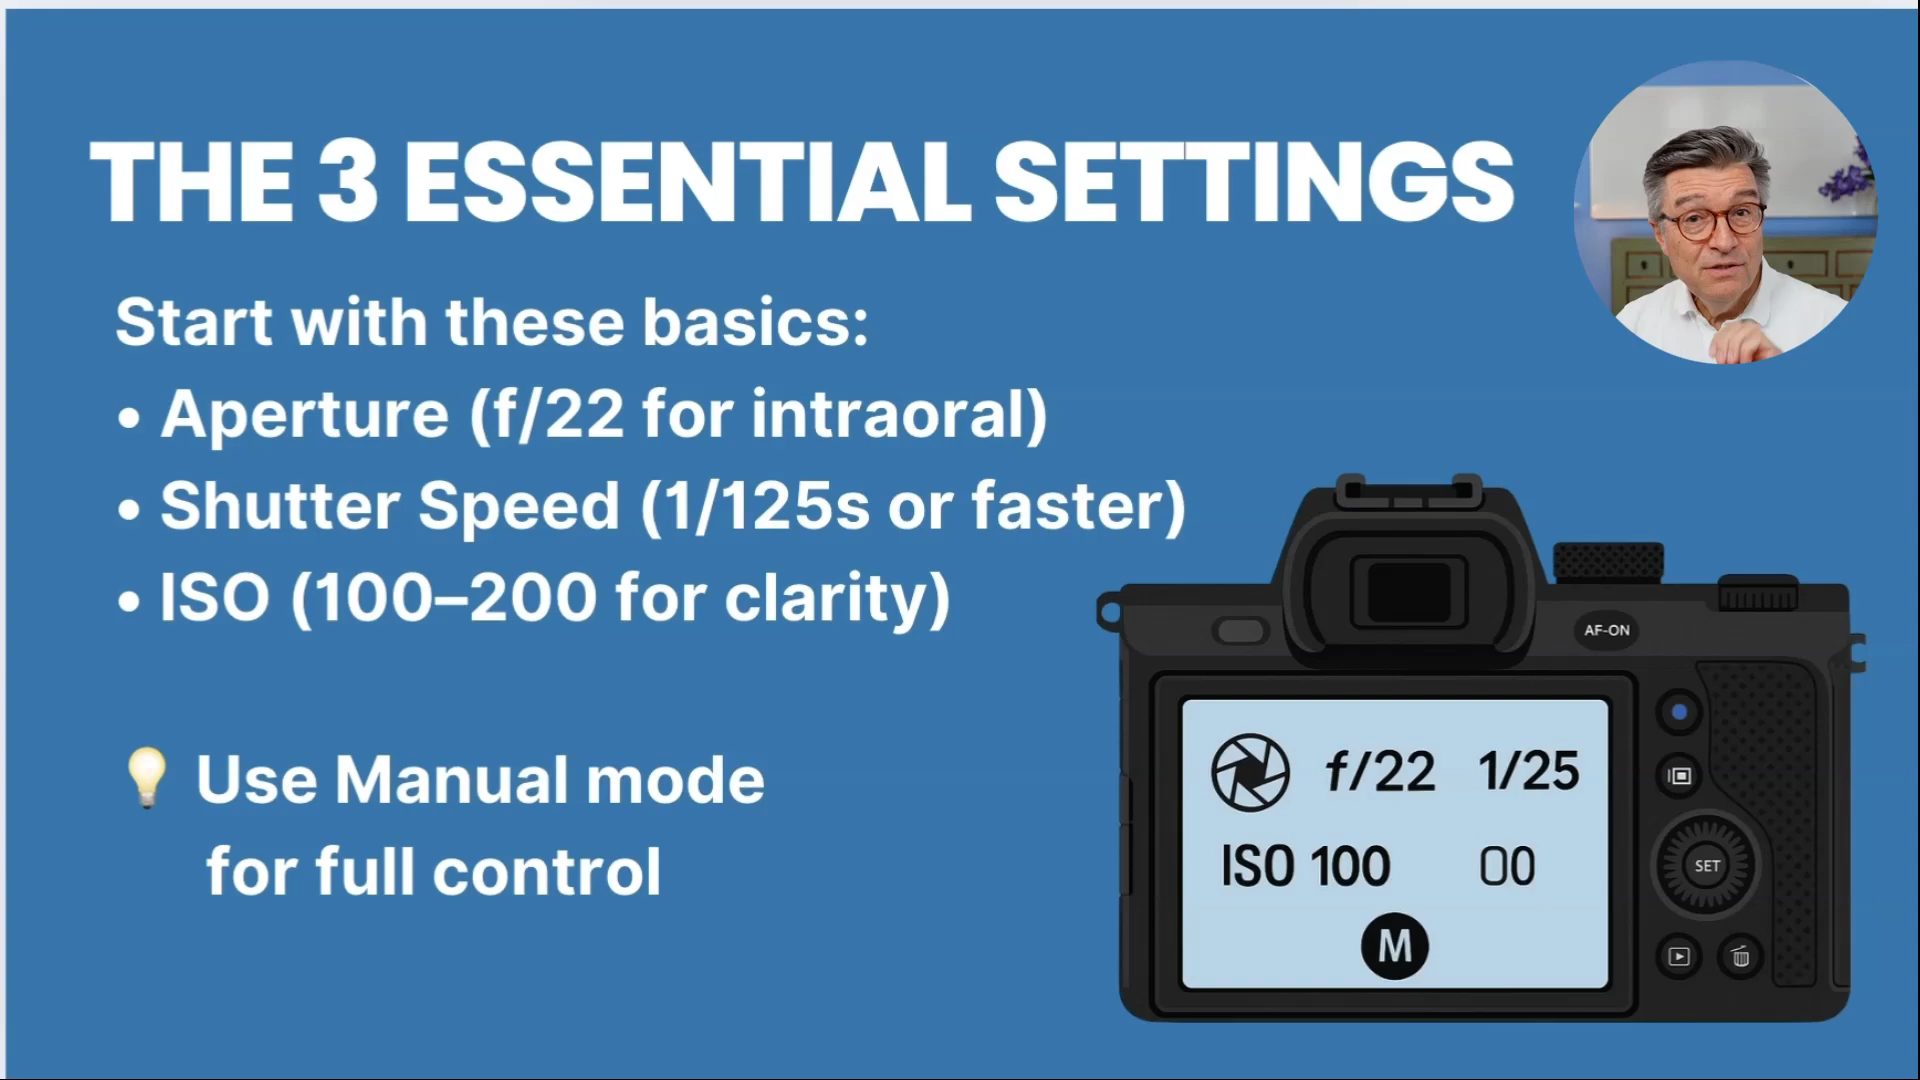 THE 3 ESSENTIAL SETTINGS
Start with these basics:
• Aperture (f/22 for intraoral)
• Shutter Speed (1/125s or faster)
• ISO (100–200 for clarity)
💡 Use Manual mode
for full control
AF-ON
f/22 1/25
ISO 100 00
M
SET